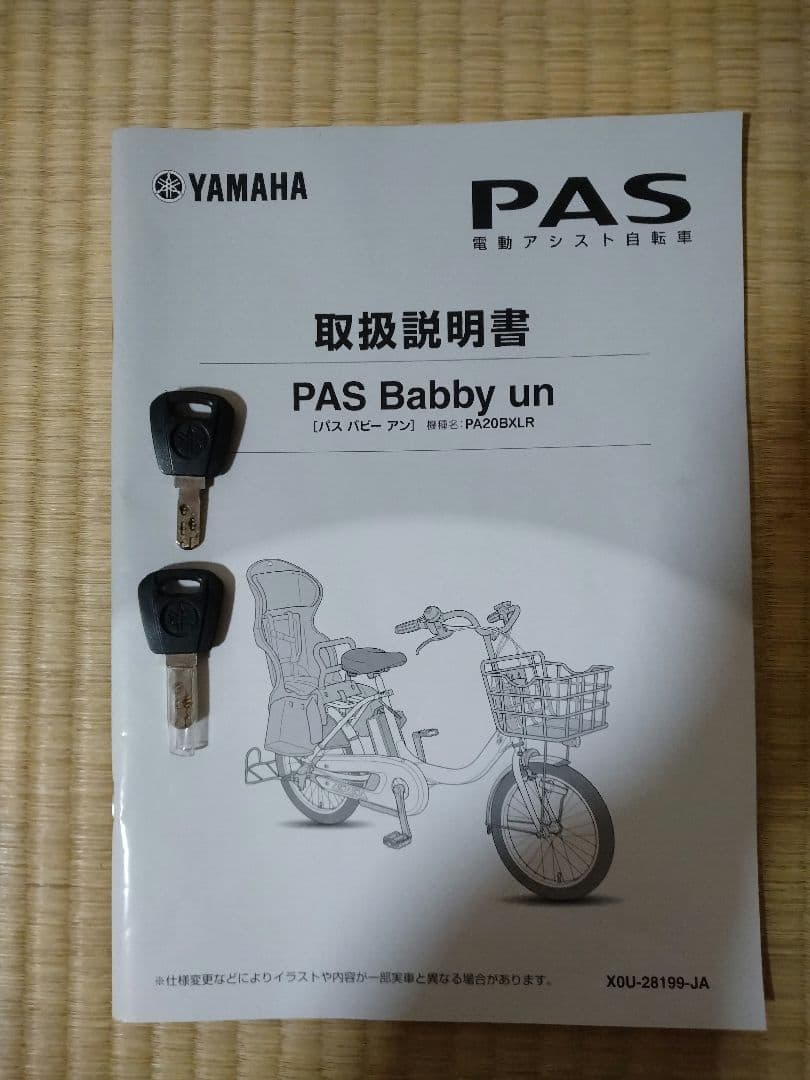 YAMAHA
PAS
電動アシスト自転車
取扱説明書
PAS Babby un
［パス バビー アン］ 機種名：PA20BXLR
※仕様変更などによりイラストや内容が一部実車と異なる場合があります。
X0U-28199-JA